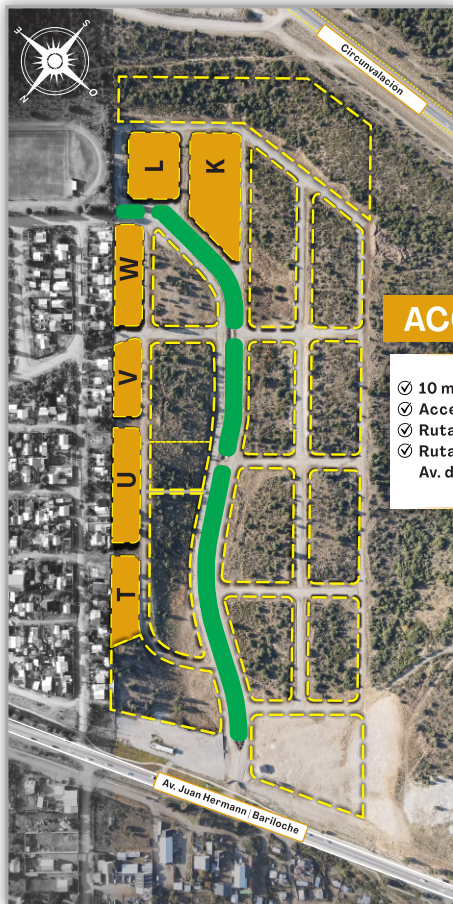 S
E
O
N
Circunvalacion
L
K
W
V
U
T
ACC
10 m
Acce
Ruta
Ruta
Av. d
Av. Juan Hermann | Bariloche